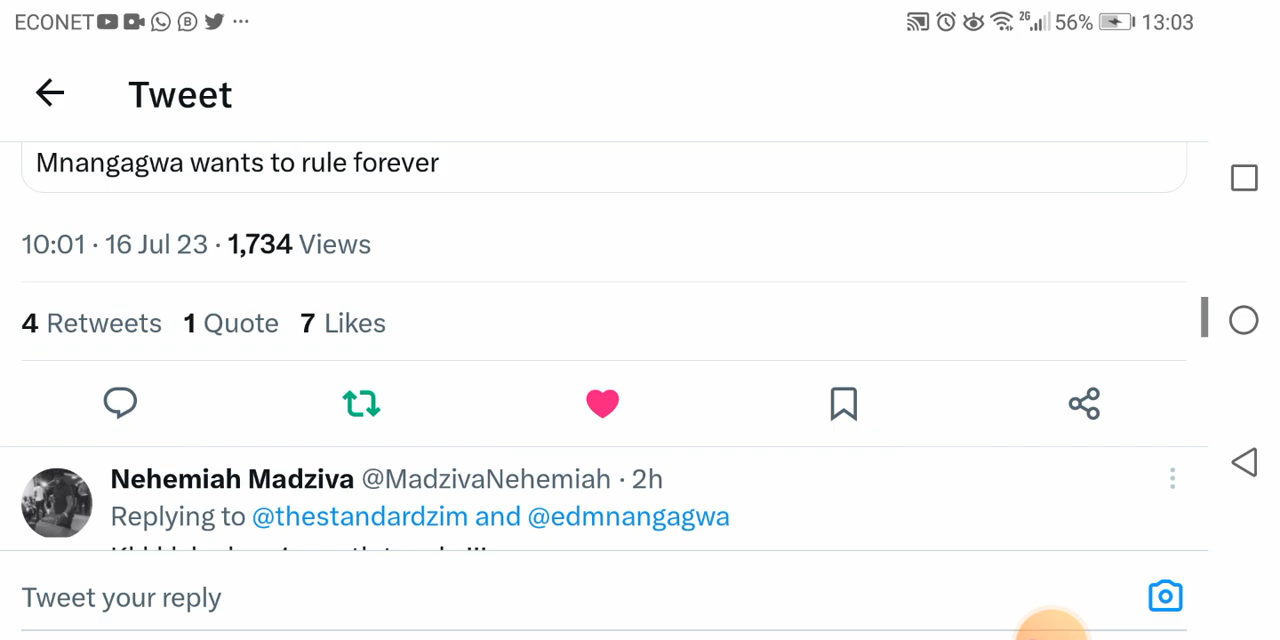 ECONET 2G 56% 13:03
Tweet
Mnangagwa wants to rule forever
10:01 · 16 Jul 23 · 1,734 Views
4 Retweets 1 Quote 7 Likes
Nehemiah Madziva @MadzivaNehemiah · 2h
Replying to @thestandardzim and @edmnangagwa
Tweet your reply